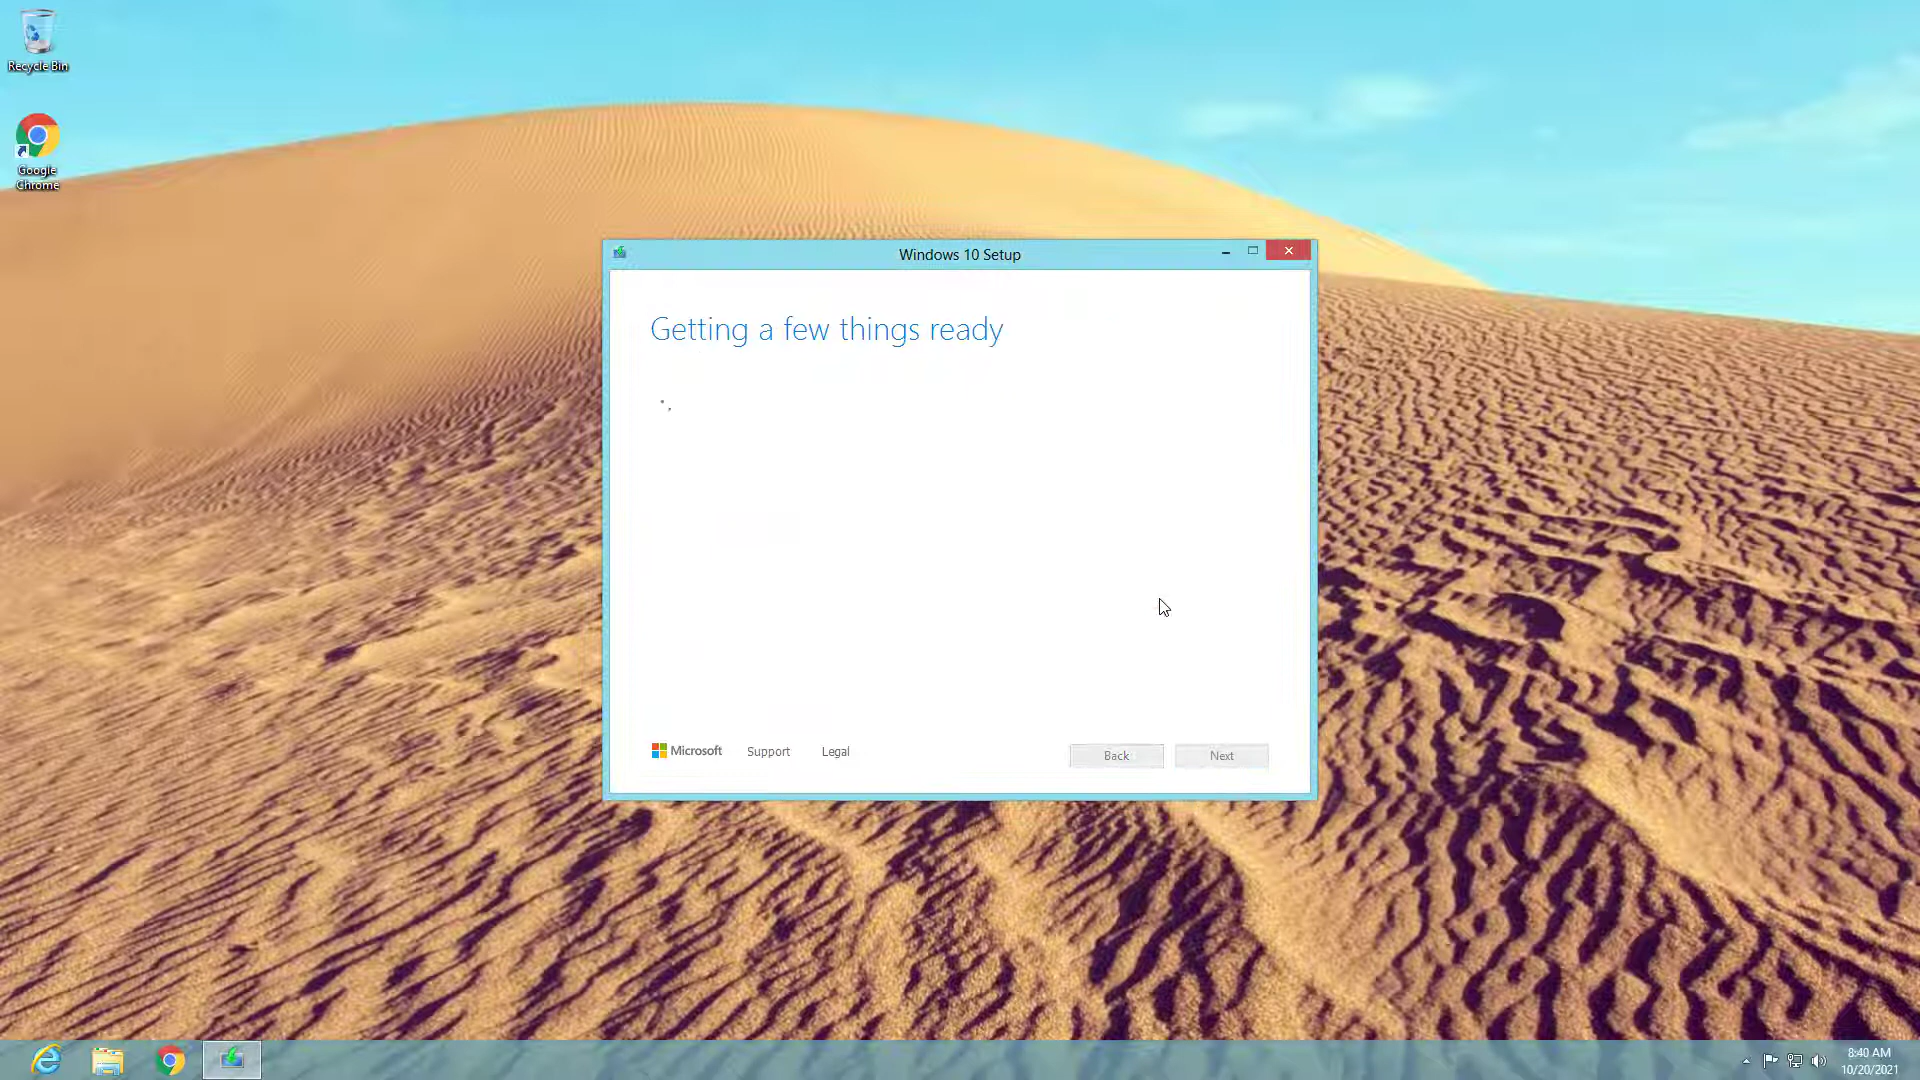 Recycle Bin
Google
Chrome
Windows 10 Setup
Getting a few things ready
Microsoft
Support
Legal
Back
Next
8:40 AM
10/20/2021